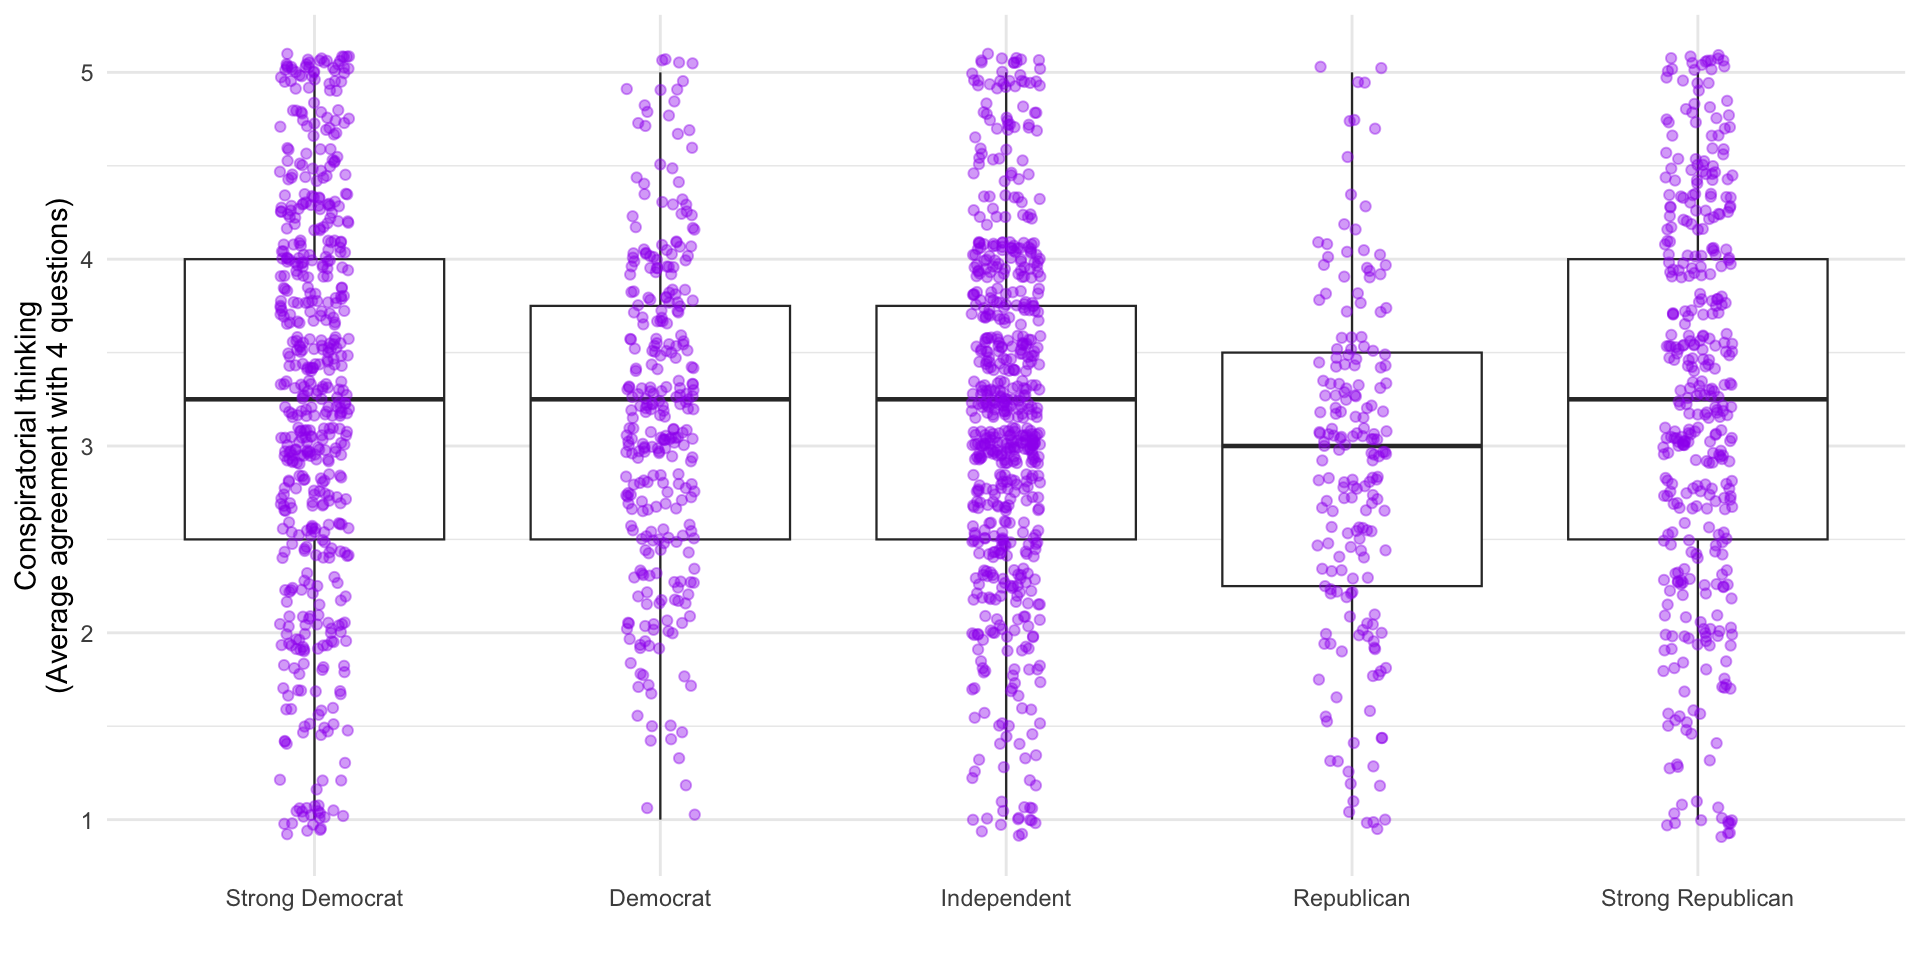 Conspiratorial thinking
(Average agreement with 4 questions)
5
4
3
2
1
Strong Democrat
Democrat
Independent
Republican
Strong Republican